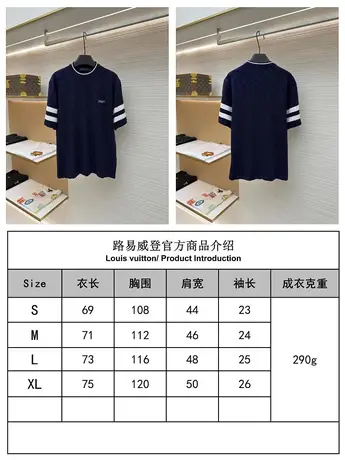 路易威登官方商品介绍
Louis vuitton/ Product Introduction
Size 衣长 胸围 肩宽 袖长 成衣克重
S 69 108 44 23
M 71 112 46 24
L 73 116 48 25
290g
XL 75 120 50 26